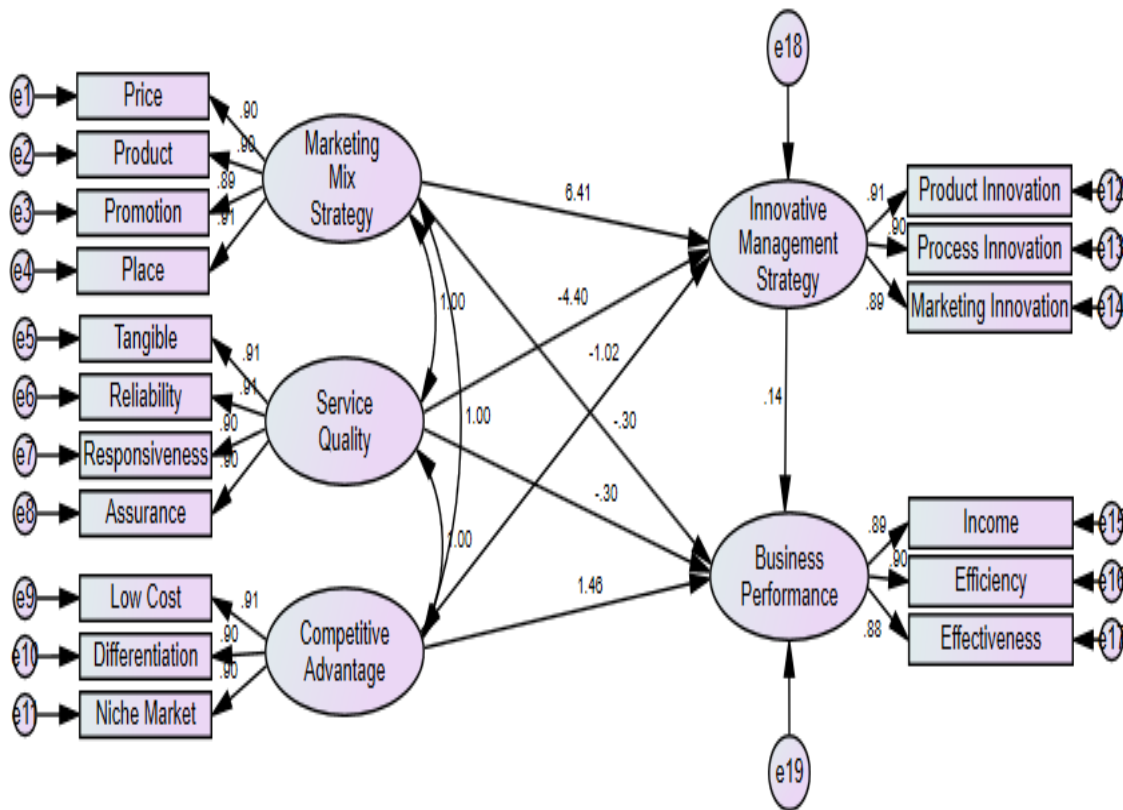 e1
Price
.90
e2
Product
.90
e3
Promotion
.89
e4
Place
.91
Marketing
Mix
Strategy
e5
Tangible
.91
e6
Reliability
.91
e7
Responsiveness
.90
e8
Assurance
.90
Service
Quality
e9
Low Cost
.91
e10
Differentiation
.90
e11
Niche Market
.90
Competitive
Advantage
1.00
1.00
1.00
6.41
-4.40
-1.02
-.30
-.30
1.46
.14
e18
Innovative
Management
Strategy
.91
Product Innovation
e12
.90
Process Innovation
e13
.89
Marketing Innovation
e14
Business
Performance
.89
Income
e15
.90
Efficiency
e16
.88
Effectiveness
e17
e19